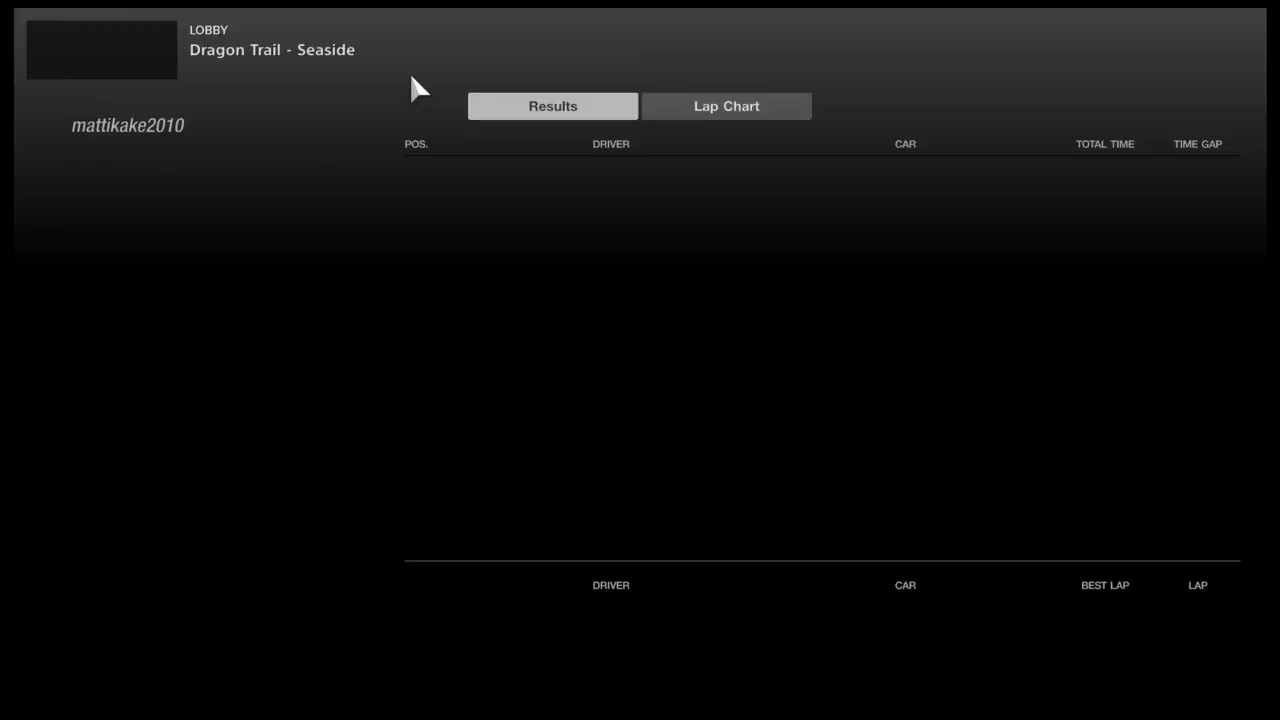 LOBBY
Dragon Trail - Seaside
mattikake2010
Results Lap Chart
POS. DRIVER CAR TOTAL TIME TIME GAP
DRIVER CAR BEST LAP LAP